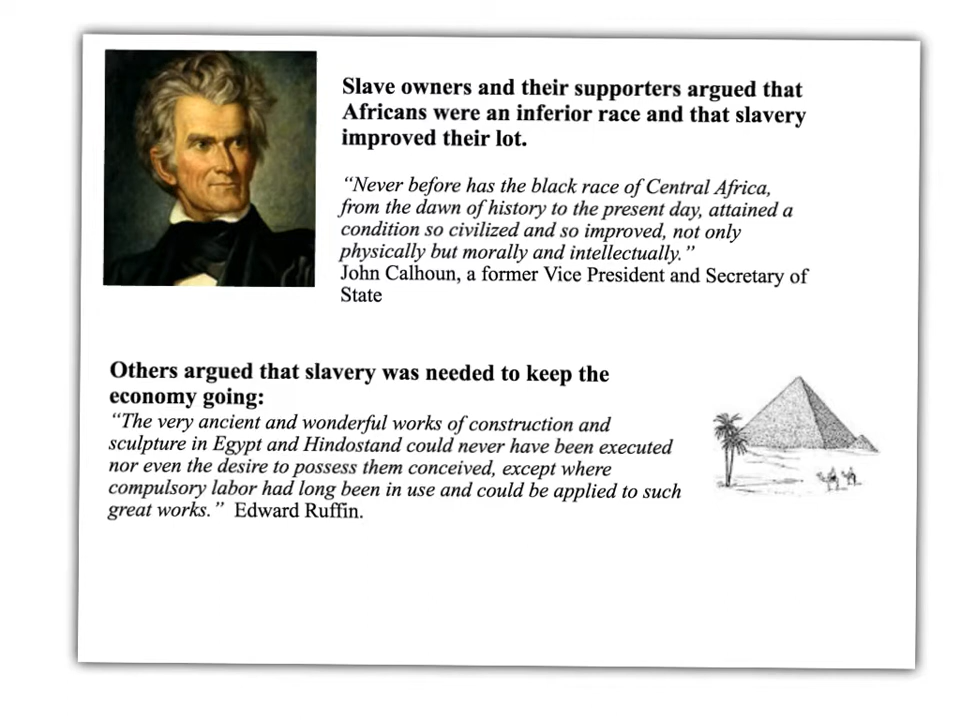 Slave owners and their supporters argued that
Africans were an inferior race and that slavery
improved their lot.
“Never before has the black race of Central Africa,
from the dawn of history to the present day, attained a
condition so civilized and so improved, not only
physically but morally and intellectually.”
John Calhoun, a former Vice President and Secretary of
State
Others argued that slavery was needed to keep the
economy going:
“The very ancient and wonderful works of construction and
sculpture in Egypt and Hindostand could never have been executed
nor even the desire to possess them conceived, except where
compulsory labor had long been in use and could be applied to such
great works.” Edward Ruffin.